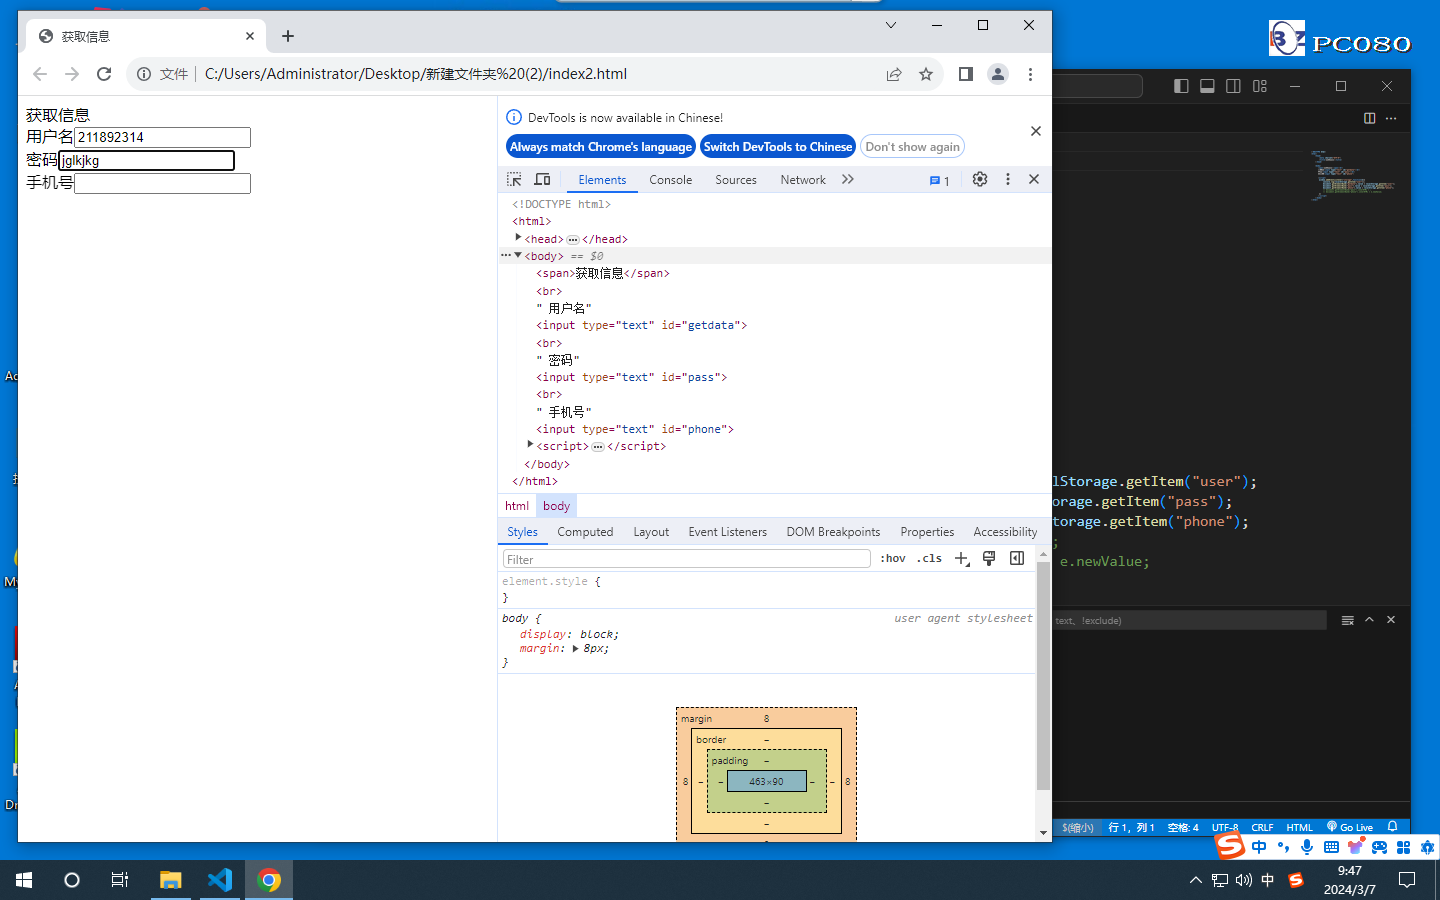 获取信息
文件
C:/Users/Administrator/Desktop/新建文件夹%20(2)/index2.html
PC080
获取信息
用户名 211892314
密码 jglkjkg
手机号
DevTools is now available in Chinese!
Always match Chrome's language
Switch DevTools to Chinese
Don't show again
Elements
Console
Sources
Network
1
<!DOCTYPE html>
<html>
<head> … </head>
<body> == $0
<span>获取信息</span>
<br>
" 用户名"
<input type="text" id="getdata">
<br>
" 密码"
<input type="text" id="pass">
<br>
" 手机号"
<input type="text" id="phone">
<script> … </script>
</body>
</html>
html
body
Styles
Computed
Layout
Event Listeners
DOM Breakpoints
Properties
Accessibility
Filter
:hov
.cls
element.style {
}
body {
user agent stylesheet
display: block;
margin: 8px;
}
margin
8
border
–
padding
–
8
–
–
463×90
–
–
8
–
–
lStorage.getItem("user");
orage.getItem("pass");
torage.getItem("phone");
;
e.newValue;
text、!exclude)
$(缩小)
行 1，列 1
空格: 4
UTF-8
CRLF
HTML
Go Live
中
中
9:47
2024/3/7